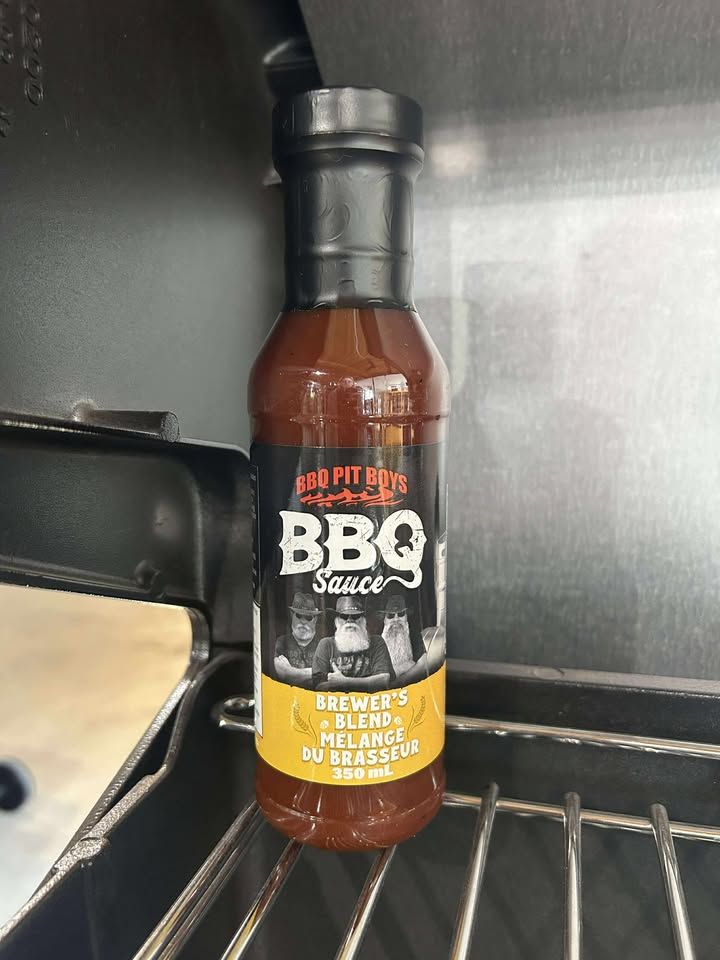 BBQ PIT BOYS
BBQ
Sauce
BREWER'S
BLEND
MÉLANGE
DU BRASSEUR
350 mL